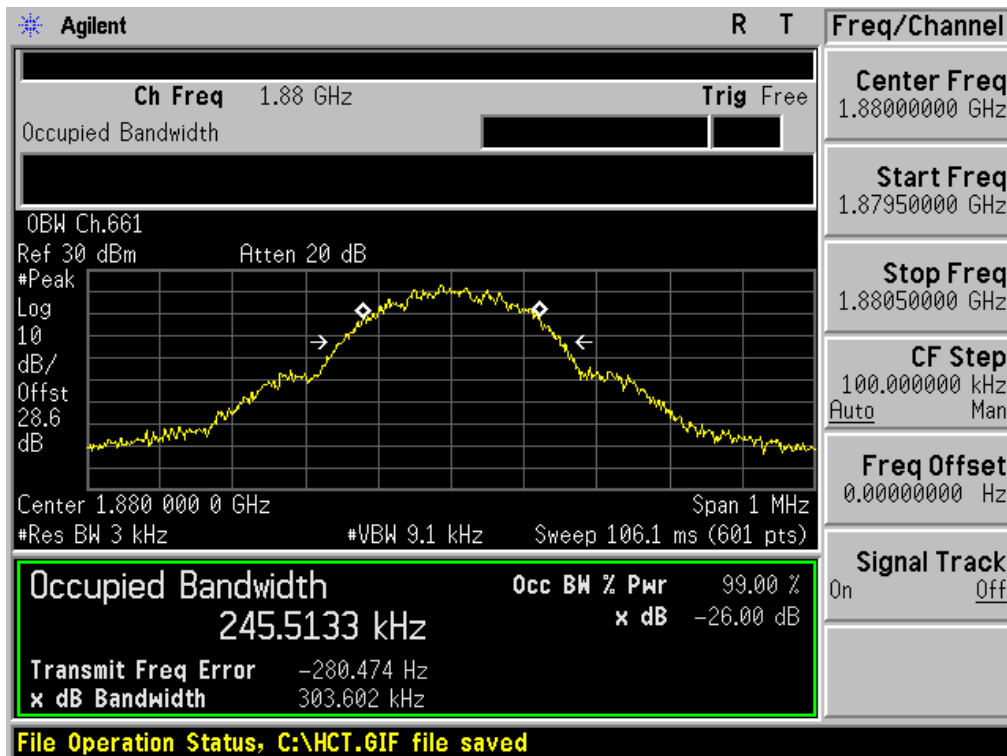 Agilent R T Freq/Channel
Ch Freq 1.88 GHz Trig Free
Occupied Bandwidth
Center Freq
1.88000000 GHz
Start Freq
1.87950000 GHz
Stop Freq
1.88050000 GHz
CF Step
100.000000 kHz
Auto Man
Freq Offset
0.00000000 Hz
Signal Track
On Off
OBW Ch.661
Ref 30 dBm Atten 20 dB
#Peak
Log
10
dB/
Offst
28.6
dB
Center 1.880 000 0 GHz Span 1 MHz
#Res BW 3 kHz #VBW 9.1 kHz Sweep 106.1 ms (601 pts)
Occupied Bandwidth Occ BW % Pwr 99.00 %
245.5133 kHz x dB -26.00 dB
Transmit Freq Error -280.474 Hz
x dB Bandwidth 303.602 kHz
File Operation Status, C:\HCT.GIF file saved